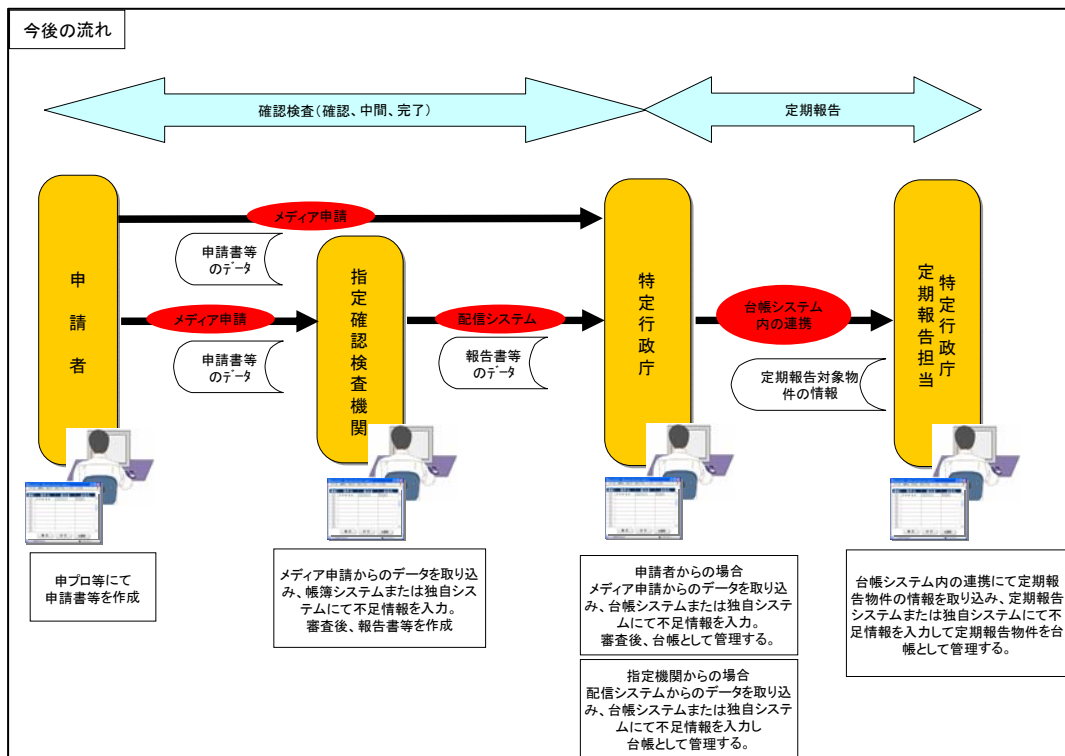 今後の流れ
確認検査(確認、中間、完了)
定期報告
メディア申請
申請書等
のデータ
メディア申請
申請書等
のデータ
配信システム
報告書等
のデータ
台帳システム
内の連携
定期報告対象物
件の情報
申請者
指定確認検査機関
特定行政庁
特定行政庁
定期報告担当
申プロ等にて
申請書等を作成
メディア申請からのデータを取り込
み、帳簿システムまたは独自シ
ステムにて不足情報を入力。
審査後、報告書等を作成
申請者からの場合
メディア申請からのデータを取り込
み、台帳システムまたは独自システ
ムにて不足情報を入力。
審査後、台帳として管理する。
指定機関からの場合
配信システムからのデータを取り込
み、台帳システムまたは独自システ
ムにて不足情報を入力し
台帳として管理する。
台帳システム内の連携にて定期報
告物件の情報を取り込み、定期報告
システムまたは独自システムにて不
足情報を入力して定期報告物件を台
帳として管理する。